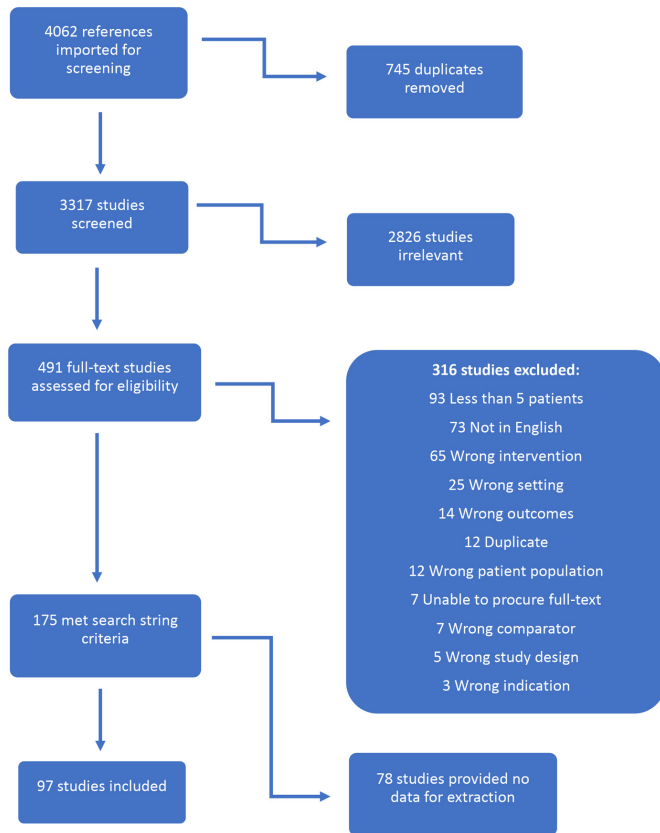 4062 references
imported for
screening
745 duplicates
removed
3317 studies
screened
2826 studies
irrelevant
491 full-text studies
assessed for eligibility
316 studies excluded:
93 Less than 5 patients
73 Not in English
65 Wrong intervention
25 Wrong setting
14 Wrong outcomes
12 Duplicate
12 Wrong patient population
7 Unable to procure full-text
7 Wrong comparator
5 Wrong study design
3 Wrong indication
175 met search string
criteria
97 studies included
78 studies provided no
data for extraction